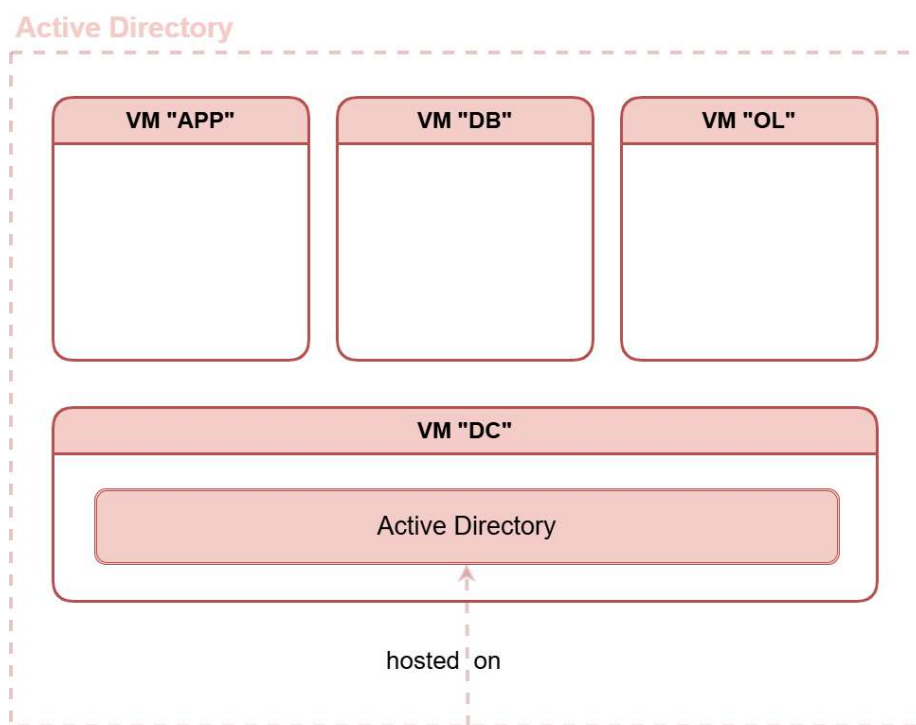 Active Directory
VM "APP"
VM "DB"
VM "OL"
VM "DC"
Active Directory
hosted on